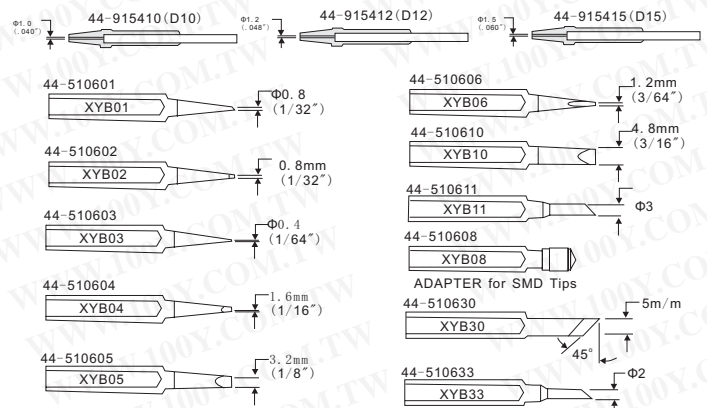 44-915410(D10)
Φ1.0
(.040″)
44-915412(D12)
Φ1.2
(.048″)
44-915415(D15)
Φ1.5
(.060″)
44-510601
XYB01
Φ0.8
(1/32″)
44-510602
XYB02
0.8mm
(1/32″)
44-510603
XYB03
Φ0.4
(1/64″)
44-510604
XYB04
1.6mm
(1/16″)
44-510605
XYB05
3.2mm
(1/8″)
44-510606
XYB06
1.2mm
(3/64″)
44-510610
XYB10
4.8mm
(3/16″)
44-510611
XYB11
Φ3
44-510608
XYB08
ADAPTER for SMD Tips
44-510630
XYB30
5m/m
45°
44-510633
XYB33
Φ2
WWW.100Y.COM.TW